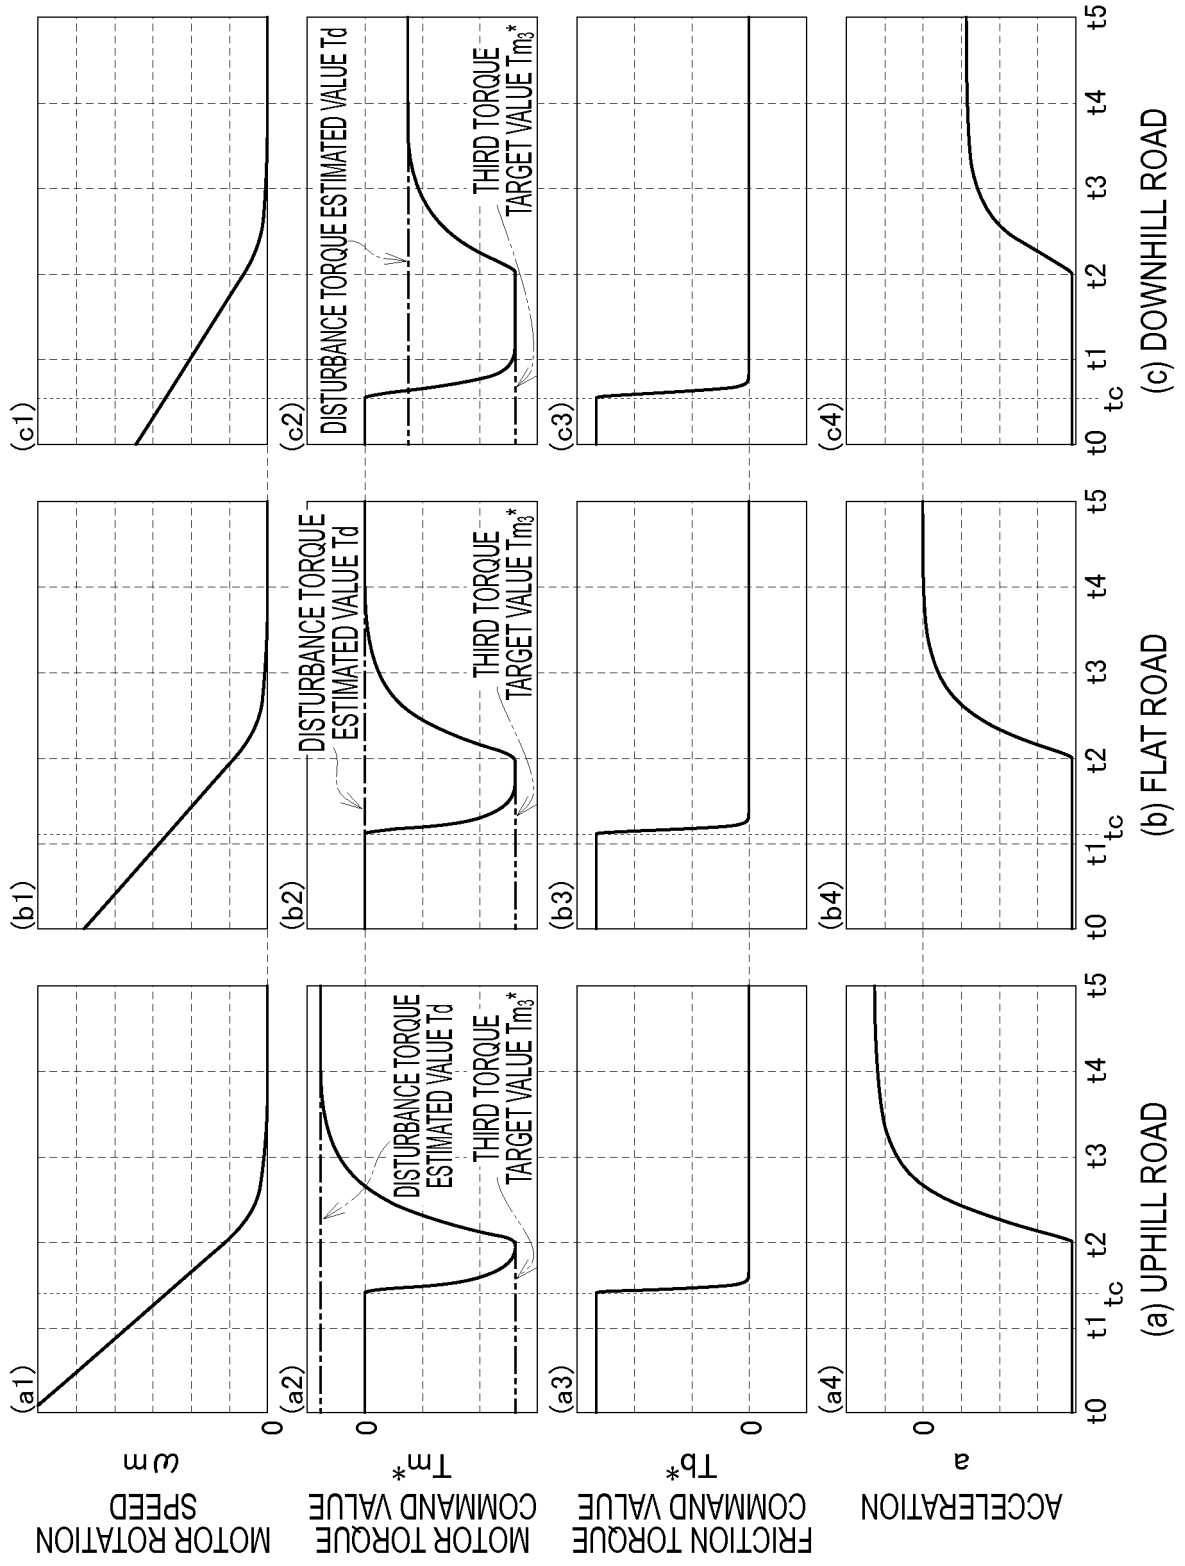 MOTOR ROTATION
SPEED
ωm
0
(a1)
(b1)
(c1)
MOTOR TORQUE
COMMAND VALUE
Tm*
0
(a2)
DISTURBANCE TORQUE
ESTIMATED VALUE Td
THIRD TORQUE
TARGET VALUE Tm3*
(b2)
DISTURBANCE TORQUE
ESTIMATED VALUE Td
THIRD TORQUE
TARGET VALUE Tm3*
(c2)
DISTURBANCE TORQUE ESTIMATED VALUE Td
THIRD TORQUE
TARGET VALUE Tm3*
FRICTION TORQUE
COMMAND VALUE
Tb*
0
(a3)
(b3)
(c3)
ACCELERATION
a
0
(a4)
(b4)
(c4)
t0 t1 tc t2 t3 t4 t5
t0 t1 tc t2 t3 t4 t5
t0 tc t1 t2 t3 t4 t5
(a) UPHILL ROAD
(b) FLAT ROAD
(c) DOWNHILL ROAD